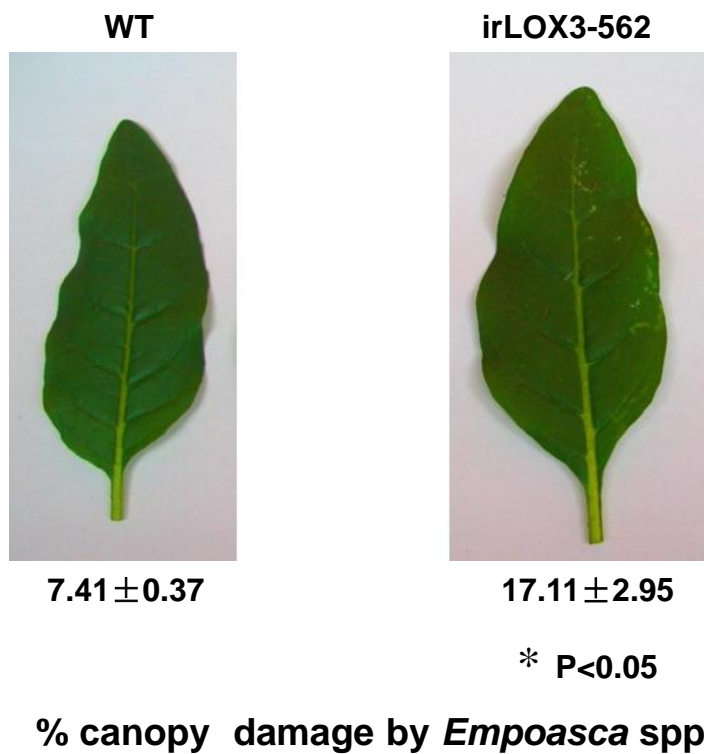 WT irLOX3-562
7.41±0.37 17.11±2.95
* P<0.05
% canopy damage by Empoasca spp